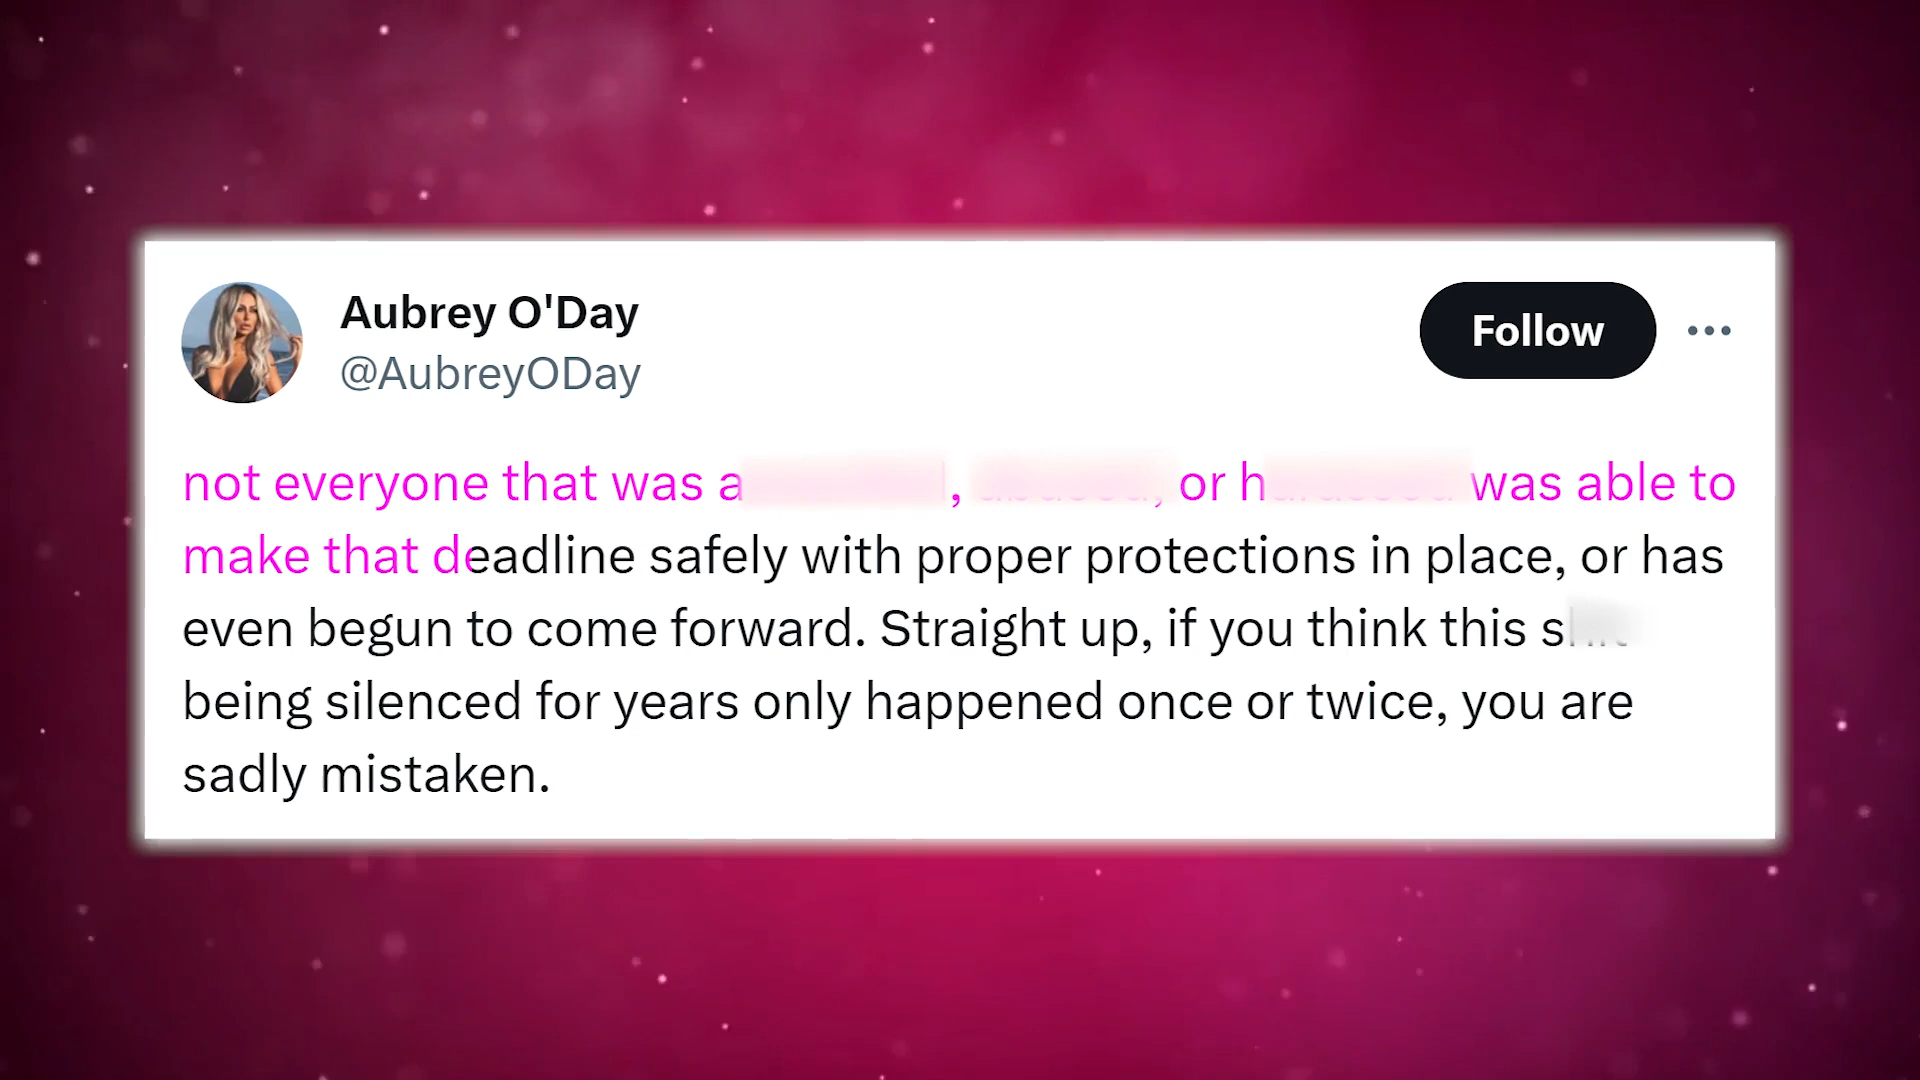 Aubrey O'Day
@AubreyODay
Follow
not everyone that was a , or h was able to
make that deadline safely with proper protections in place, or has
even begun to come forward. Straight up, if you think this s
being silenced for years only happened once or twice, you are
sadly mistaken.